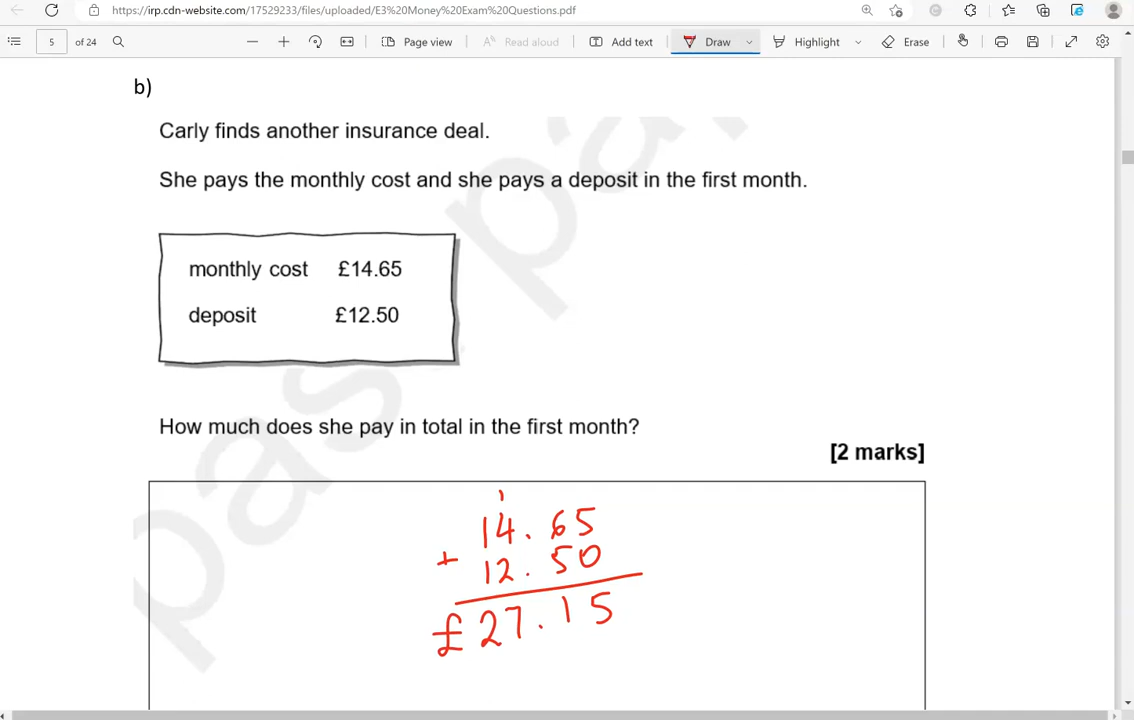 https://irp.cdn-website.com/17529233/files/uploaded/E3%20Money%20Exam%20Questions.pdf
5 of 24 Page view Read aloud Add text Draw Highlight Erase
b)
Carly finds another insurance deal.
She pays the monthly cost and she pays a deposit in the first month.
monthly cost £14.65
deposit £12.50
How much does she pay in total in the first month?
[2 marks]
1
14.65
+ 12.50
£27.15